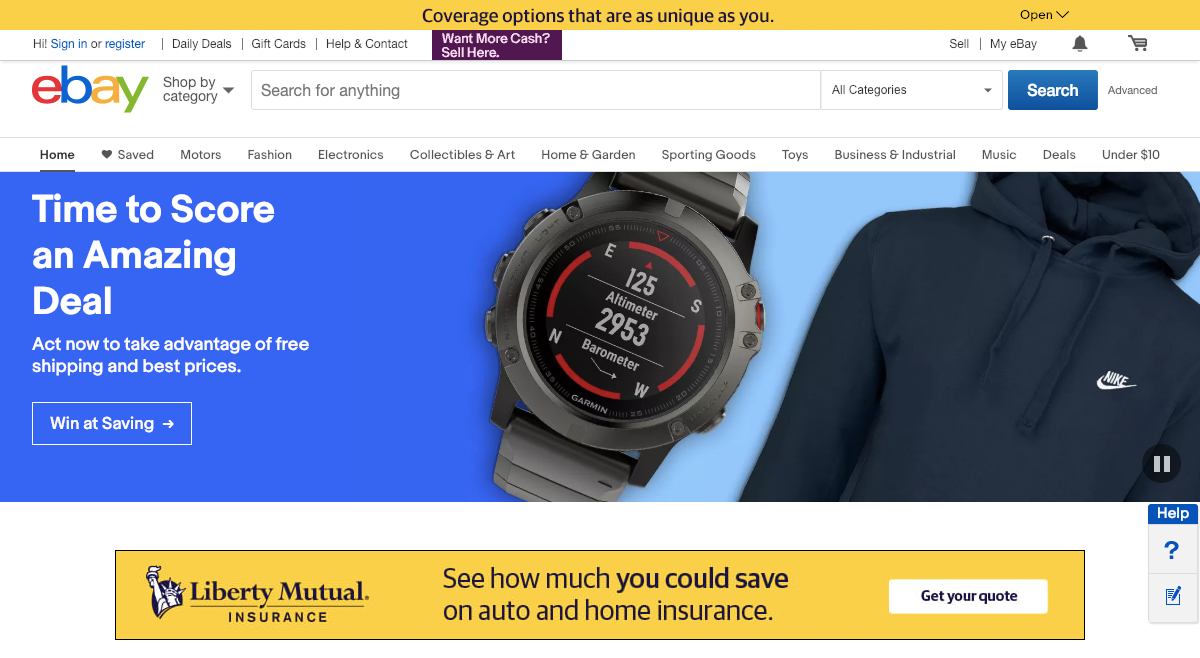 Coverage options that are as unique as you.
Open
Hi! Sign in or register | Daily Deals | Gift Cards | Help & Contact
Want More Cash?
Sell Here.
Sell | My eBay
ebay
Shop by
category
Search for anything
All Categories
Search
Advanced
Home
Saved
Motors
Fashion
Electronics
Collectibles & Art
Home & Garden
Sporting Goods
Toys
Business & Industrial
Music
Deals
Under $10
Time to Score
an Amazing
Deal
Act now to take advantage of free
shipping and best prices.
Win at Saving →
LIGHT
E
S
N
W
125
Altimeter
2953
Barometer
GARMIN
NIKE
Help
?
Liberty Mutual.
INSURANCE
See how much you could save
on auto and home insurance.
Get your quote